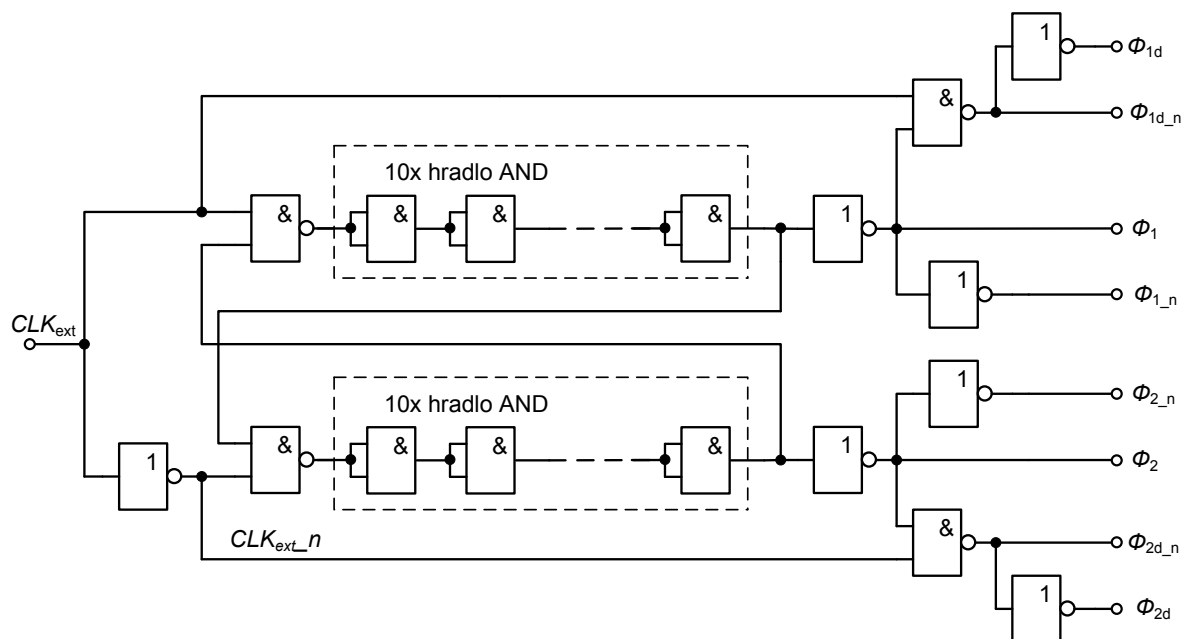 1
Φ1d
&
Φ1d_n
10x hradlo AND
&
&
&
&
1
Φ1
1
Φ1_n
CLKext
10x hradlo AND
1
Φ2_n
&
&
&
&
1
Φ2
1
CLKext_n
&
Φ2d_n
1
Φ2d